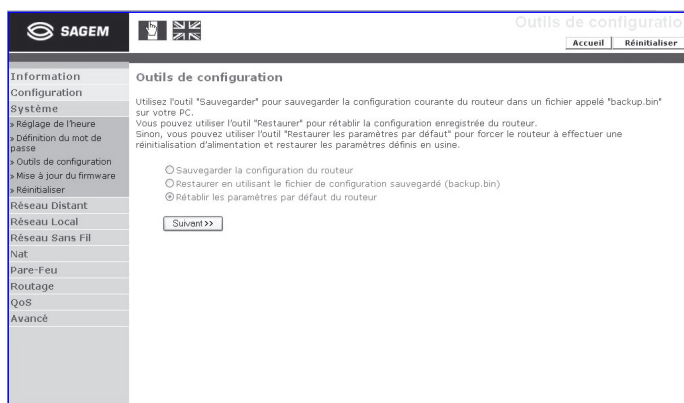 Outils de configuratio
SAGEM
Accueil
Réinitialiser
Information
Configuration
Système
» Réglage de l'heure
» Définition du mot de
passe
» Outils de configuration
» Mise à jour du firmware
» Réinitialiser
Réseau Distant
Réseau Local
Réseau Sans Fil
Nat
Pare-Feu
Routage
QoS
Avancé
Outils de configuration
Utilisez l'outil "Sauvegarder" pour sauvegarder la configuration courante du routeur dans un fichier appelé "backup.bin"
sur votre PC.
Vous pouvez utiliser l'outil "Restaurer" pour rétablir la configuration enregistrée du routeur.
Sinon, vous pouvez utiliser l'outil "Restaurer les paramètres par défaut" pour forcer le routeur à effectuer une
réinitialisation d'alimentation et restaurer les paramètres définis en usine.
Sauvegarder la configuration du routeur
Restaurer en utilisant le fichier de configuration sauvegardé (backup.bin)
Rétablir les paramètres par défaut du routeur
Suivant >>